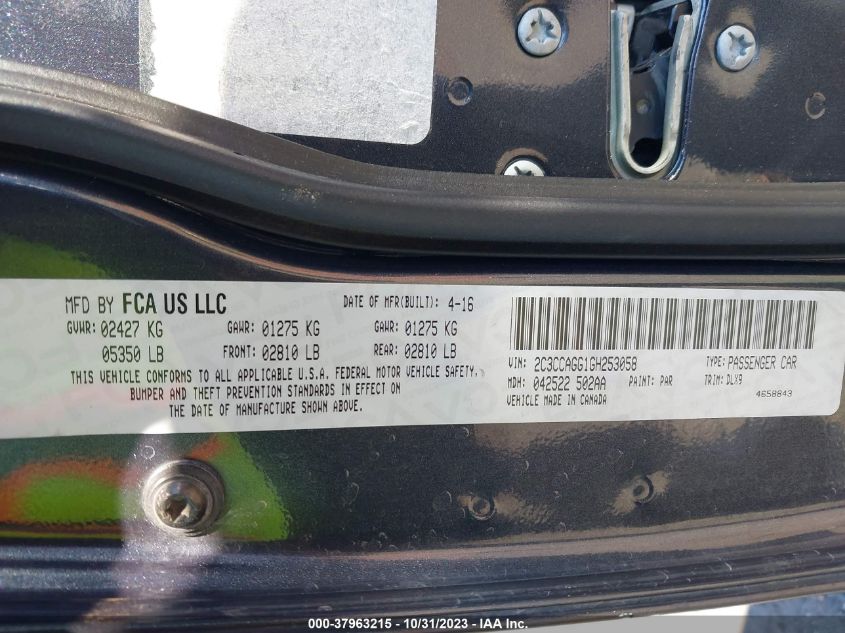 MFD BY FCA US LLC
DATE OF MFR(BUILT): 4-16
GVWR: 02427 KG GAWR: 01275 KG GAWR: 01275 KG
05350 LB FRONT: 02810 LB REAR: 02810 LB
THIS VEHICLE CONFORMS TO ALL APPLICABLE U.S.A. FEDERAL MOTOR VEHICLE SAFETY,
BUMPER AND THEFT PREVENTION STANDARDS IN EFFECT ON
THE DATE OF MANUFACTURE SHOWN ABOVE.
VIN: 2C3CCAGG1GH253058 TYPE: PASSENGER CAR
MDH: 042522 502AA PAINT: PAR TRIM: DLX9
VEHICLE MADE IN CANADA 4658843
000-37963215 - 10/31/2023 - IAA Inc.